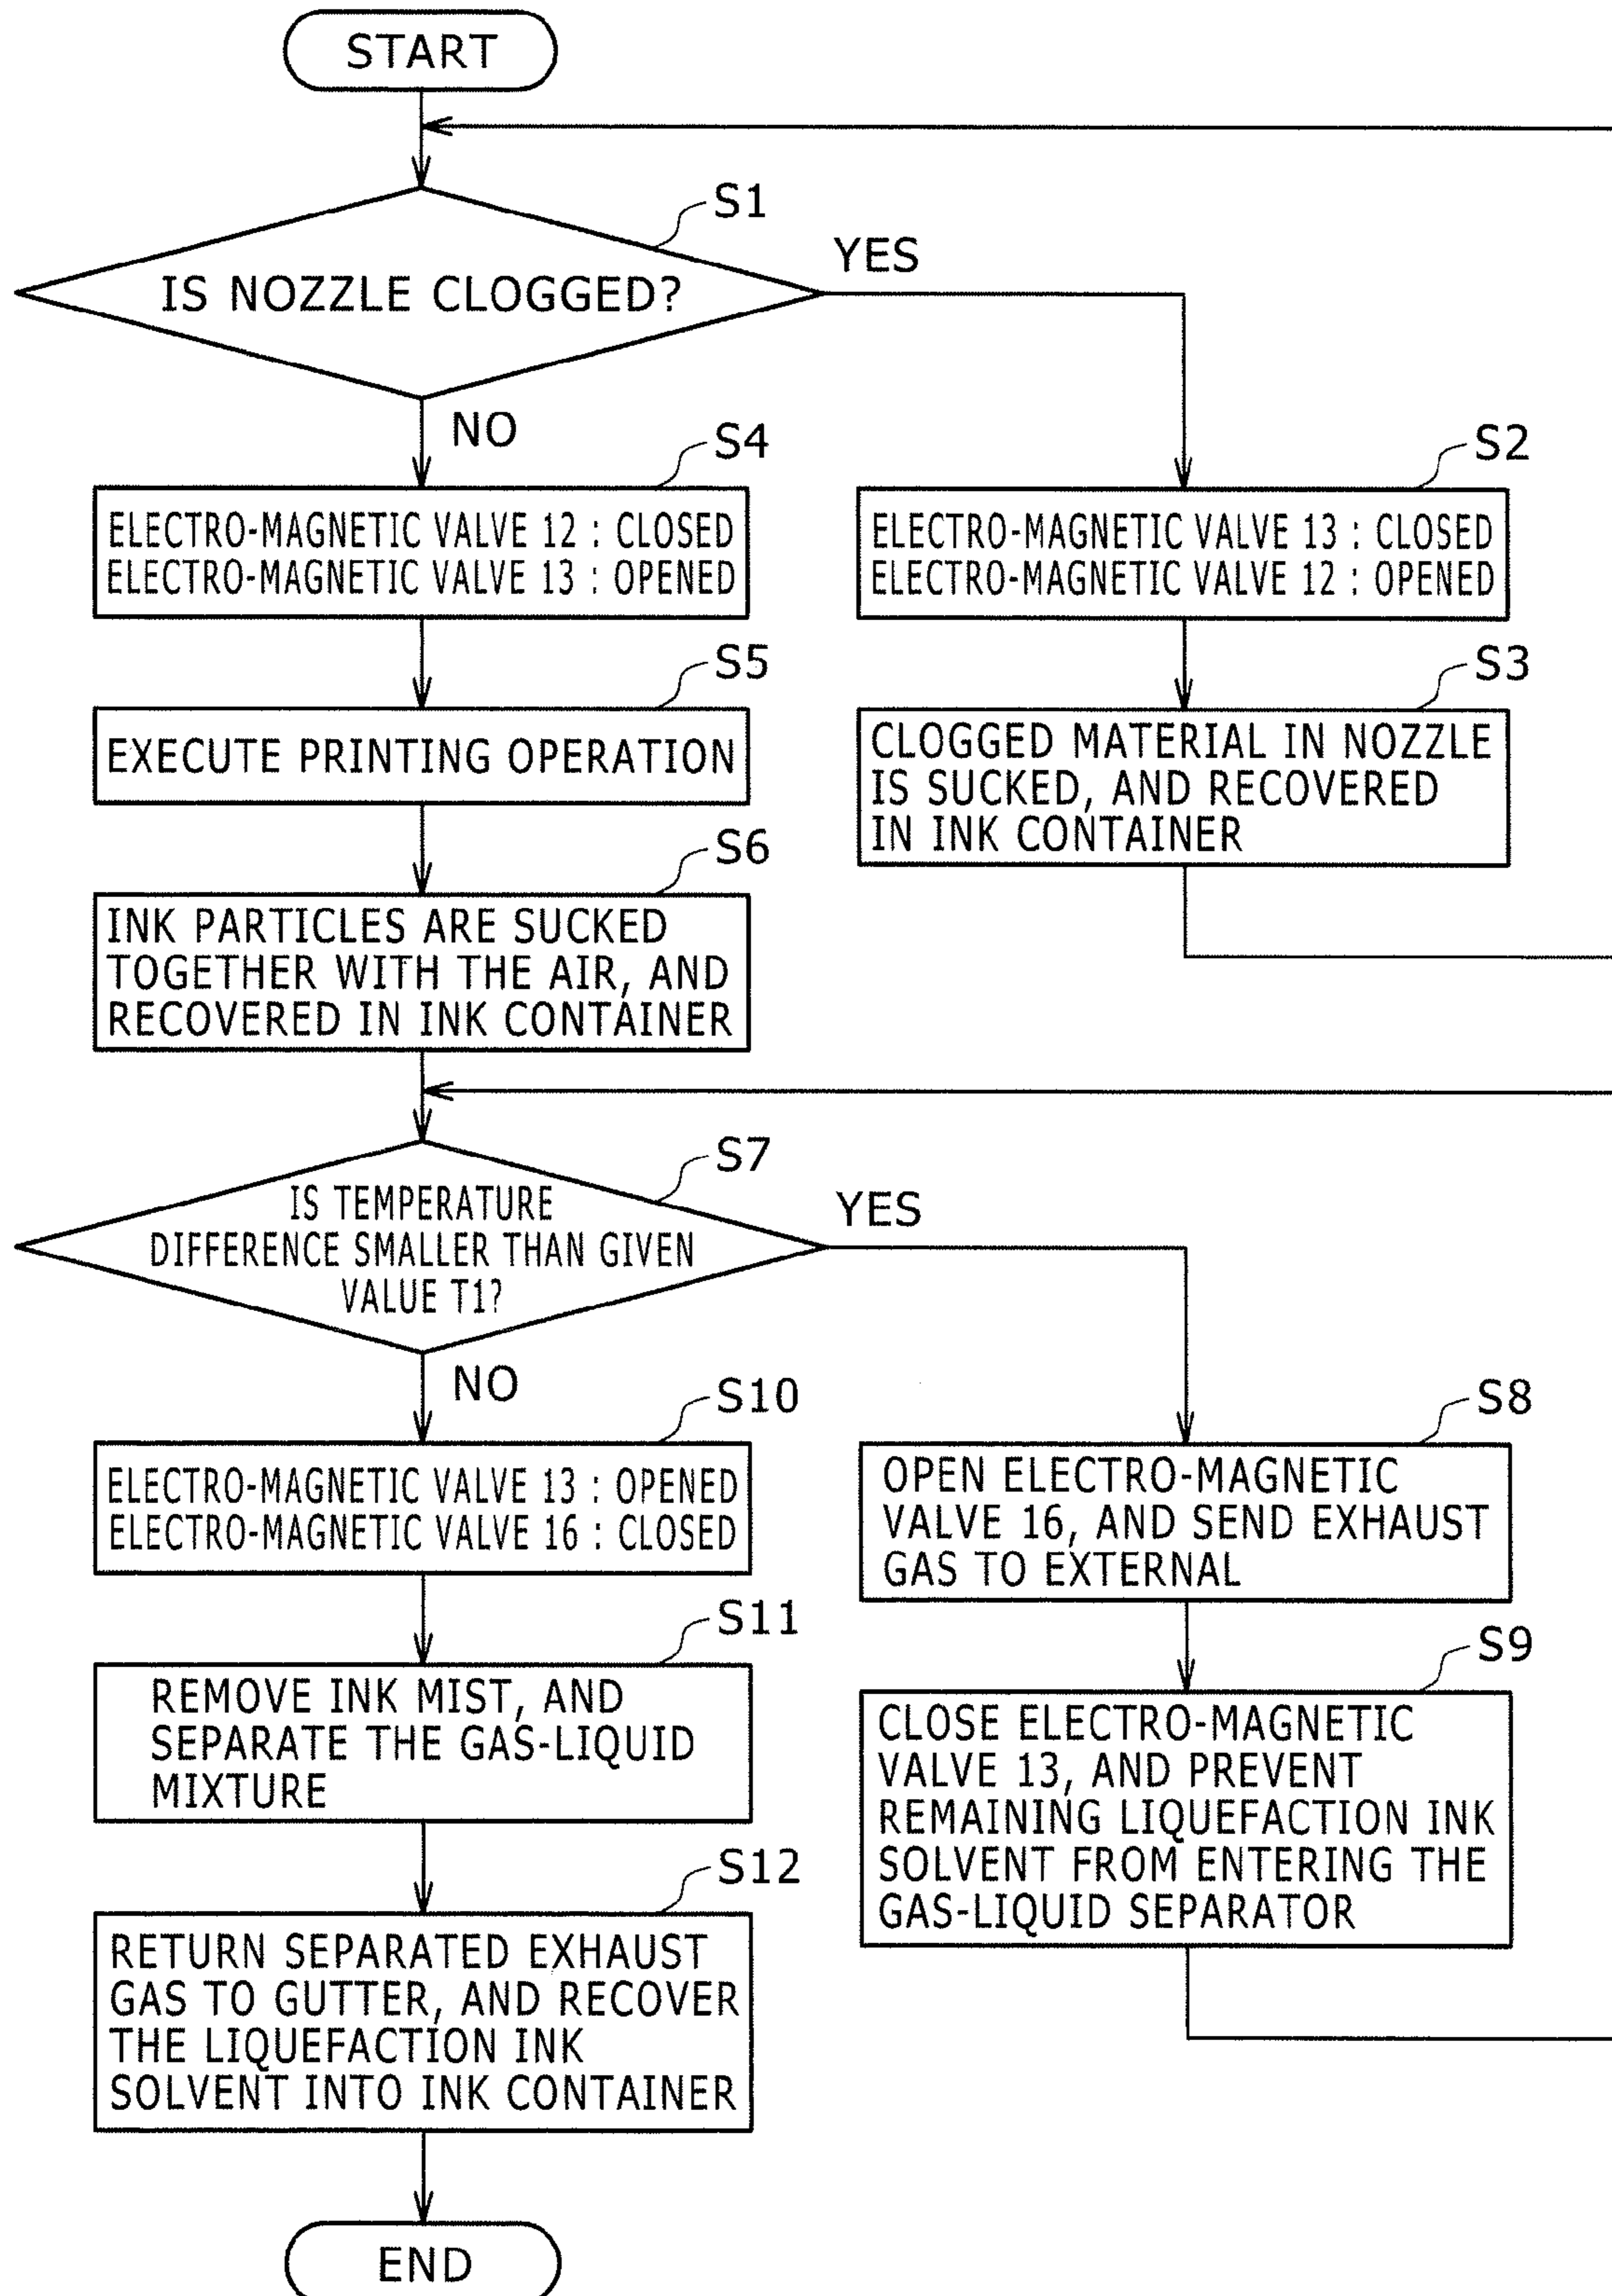 START
S1
YES
IS NOZZLE CLOGGED?
NO
S4
ELECTRO-MAGNETIC VALVE 12 : CLOSED
ELECTRO-MAGNETIC VALVE 13 : OPENED
S2
ELECTRO-MAGNETIC VALVE 13 : CLOSED
ELECTRO-MAGNETIC VALVE 12 : OPENED
S5
EXECUTE PRINTING OPERATION
S3
CLOGGED MATERIAL IN NOZZLE
IS SUCKED, AND RECOVERED
IN INK CONTAINER
S6
INK PARTICLES ARE SUCKED
TOGETHER WITH THE AIR, AND
RECOVERED IN INK CONTAINER
S7
YES
IS TEMPERATURE
DIFFERENCE SMALLER THAN GIVEN
VALUE T1?
NO
S10
ELECTRO-MAGNETIC VALVE 13 : OPENED
ELECTRO-MAGNETIC VALVE 16 : CLOSED
S8
OPEN ELECTRO-MAGNETIC
VALVE 16, AND SEND EXHAUST
GAS TO EXTERNAL
S11
REMOVE INK MIST, AND
SEPARATE THE GAS-LIQUID
MIXTURE
S9
CLOSE ELECTRO-MAGNETIC
VALVE 13, AND PREVENT
REMAINING LIQUEFACTION INK
SOLVENT FROM ENTERING THE
GAS-LIQUID SEPARATOR
S12
RETURN SEPARATED EXHAUST
GAS TO GUTTER, AND RECOVER
THE LIQUEFACTION INK
SOLVENT INTO INK CONTAINER
END